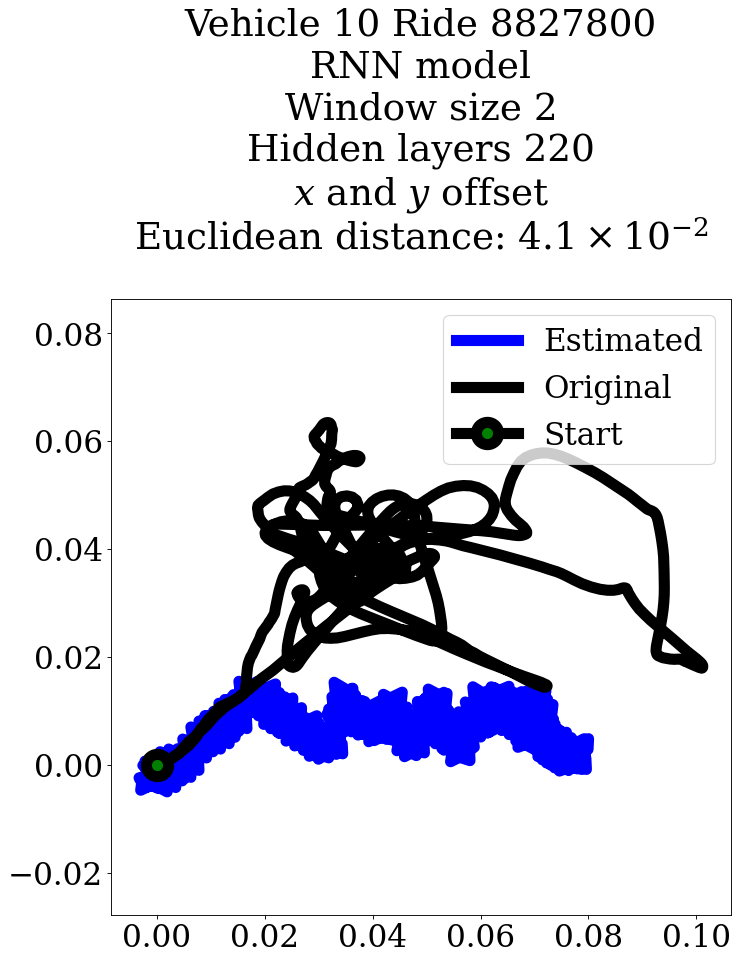 Vehicle 10 Ride 8827800
RNN model
Window size 2
Hidden layers 220
x and y offset
Euclidean distance: 4.1 × 10⁻²
Estimated
Original
Start
0.08
0.06
0.04
0.02
0.00
−0.02
0.00 0.02 0.04 0.06 0.08 0.10